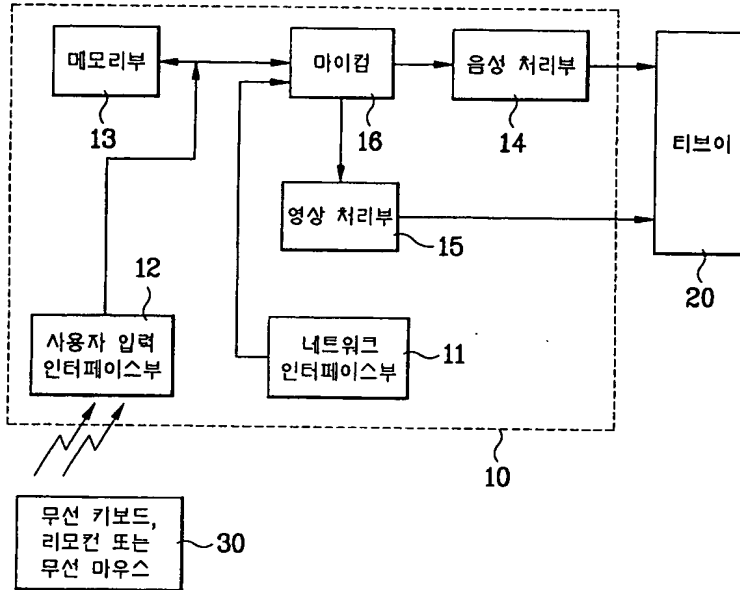 메모리부
13
마이컴
16
음성 처리부
14
티브이
20
영상 처리부
15
12
사용자 입력
인터페이스부
네트워크
인터페이스부
11
10
무선 키보드,
리모컨 또는
무선 마우스
30